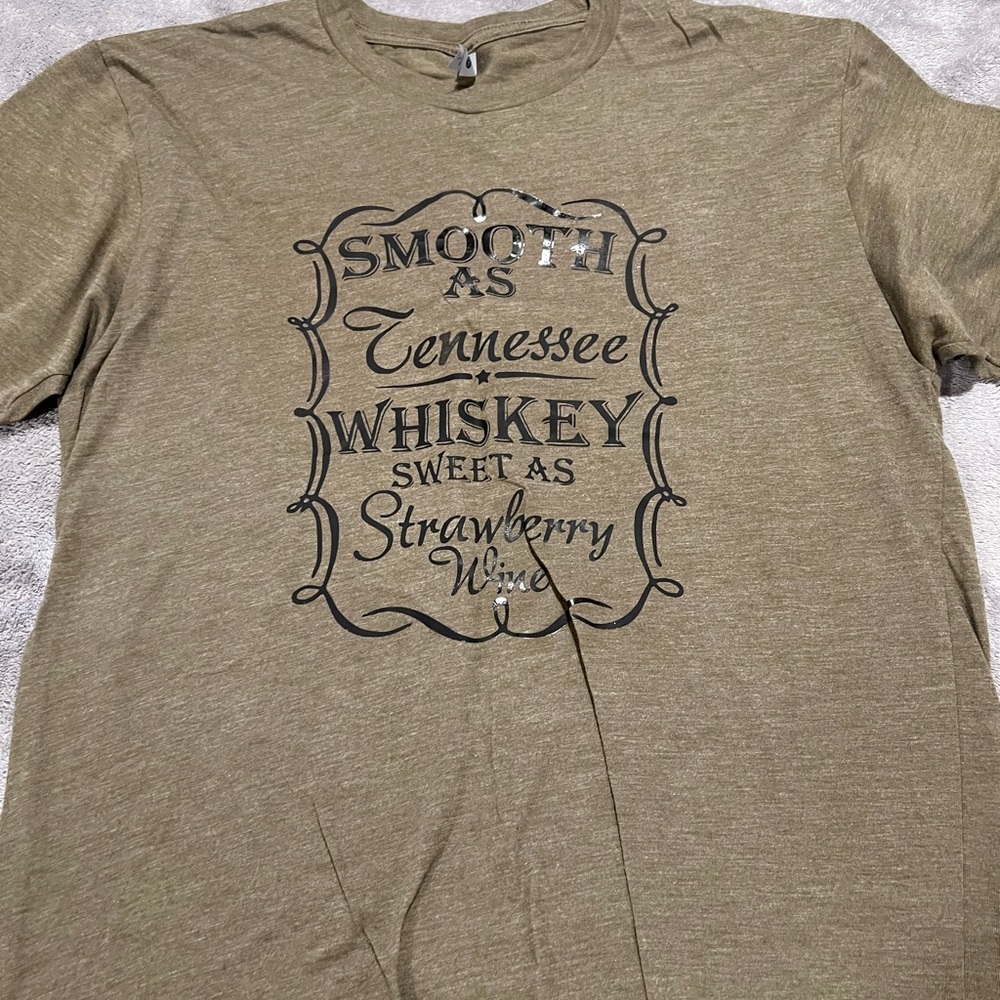 SMOOTH
AS
Tennessee
WHISKEY
SWEET AS
Strawberry
Wine